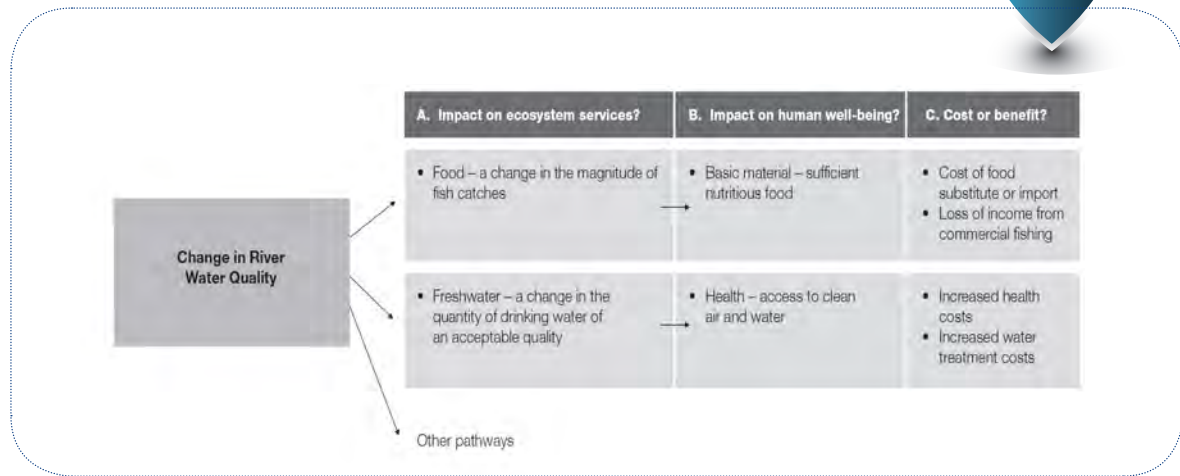 A. Impact on ecosystem services?
B. Impact on human well-being?
C. Cost or benefit?
Change in River
Water Quality
• Food – a change in the magnitude of
fish catches
• Basic material – sufficient
nutritious food
• Cost of food
substitute or import
• Loss of income from
commercial fishing
• Freshwater – a change in the
quantity of drinking water of
an acceptable quality
• Health – access to clean
air and water
• Increased health
costs
• Increased water
treatment costs
Other pathways